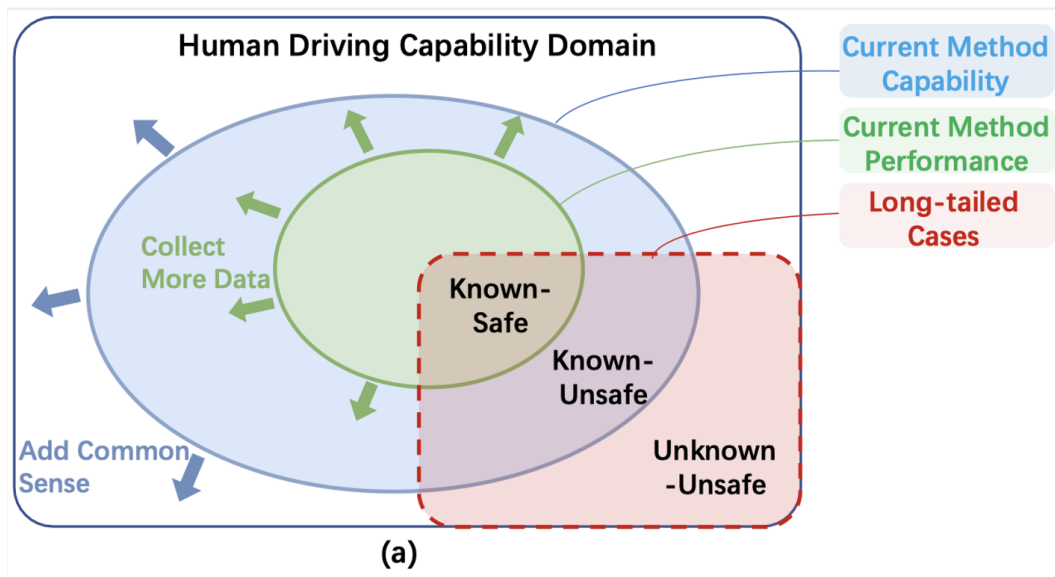 Human Driving Capability Domain
Current Method
Capability
Current Method
Performance
Long-tailed
Cases
Collect
More Data
Known-
Safe
Known-
Unsafe
Add Common
Sense
Unknown
-Unsafe
(a)